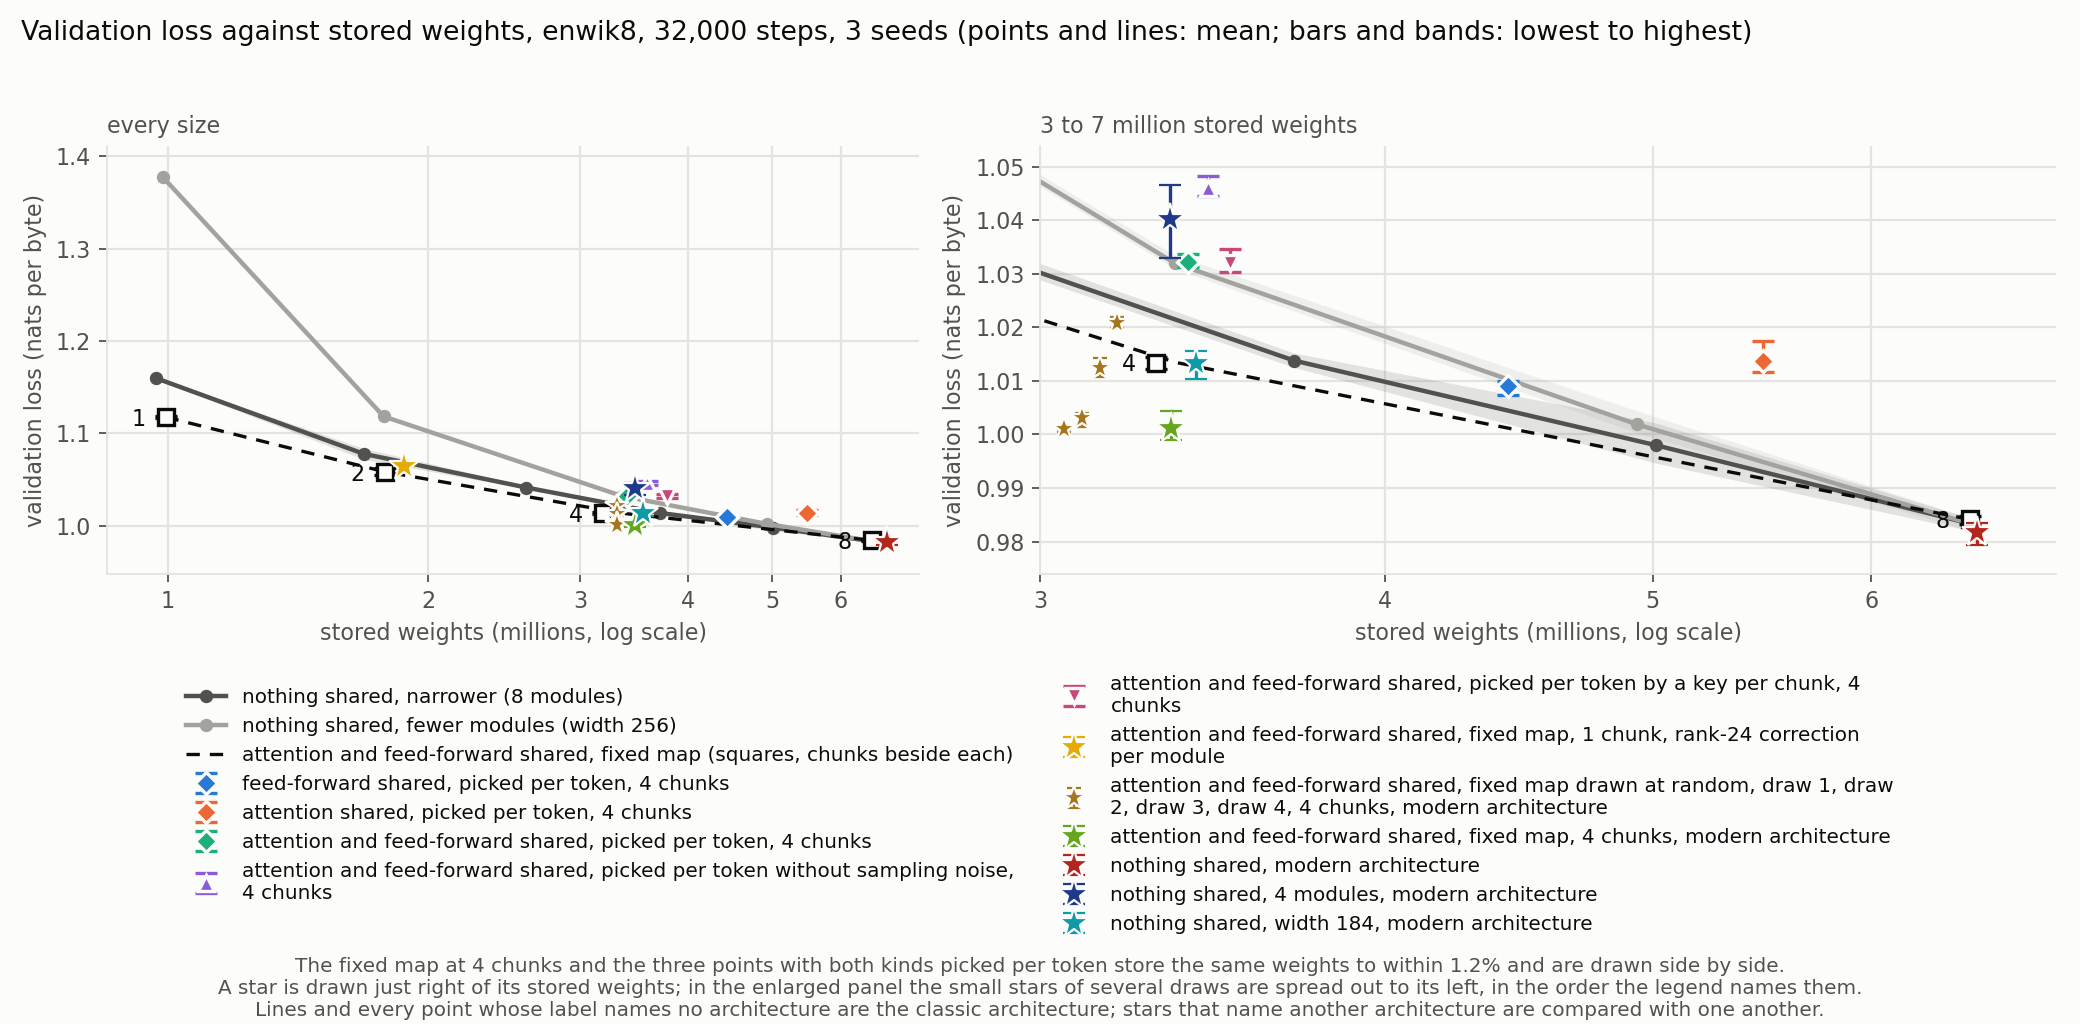 Validation loss against stored weights, enwik8, 32,000 steps, 3 seeds (points and lines: mean; bars and bands: lowest to highest)
every size
1.4
1.3
1.2
1.1
1.0
validation loss (nats per byte)
1
2
4
8
1
2
3
4
5
6
stored weights (millions, log scale)
3 to 7 million stored weights
1.05
1.04
1.03
1.02
1.01
1.00
0.99
0.98
validation loss (nats per byte)
4
8
3
4
5
6
stored weights (millions, log scale)
nothing shared, narrower (8 modules)
nothing shared, fewer modules (width 256)
attention and feed-forward shared, fixed map (squares, chunks beside each)
feed-forward shared, picked per token, 4 chunks
attention shared, picked per token, 4 chunks
attention and feed-forward shared, picked per token, 4 chunks
attention and feed-forward shared, picked per token without sampling noise,
4 chunks
attention and feed-forward shared, picked per token by a key per chunk, 4
chunks
attention and feed-forward shared, fixed map, 1 chunk, rank-24 correction
per module
attention and feed-forward shared, fixed map drawn at random, draw 1, draw
2, draw 3, draw 4, 4 chunks, modern architecture
attention and feed-forward shared, fixed map, 4 chunks, modern architecture
nothing shared, modern architecture
nothing shared, 4 modules, modern architecture
nothing shared, width 184, modern architecture
The fixed map at 4 chunks and the three points with both kinds picked per token store the same weights to within 1.2% and are drawn side by side.
A star is drawn just right of its stored weights; in the enlarged panel the small stars of several draws are spread out to its left, in the order the legend names them.
Lines and every point whose label names no architecture are the classic architecture; stars that name another architecture are compared with one another.